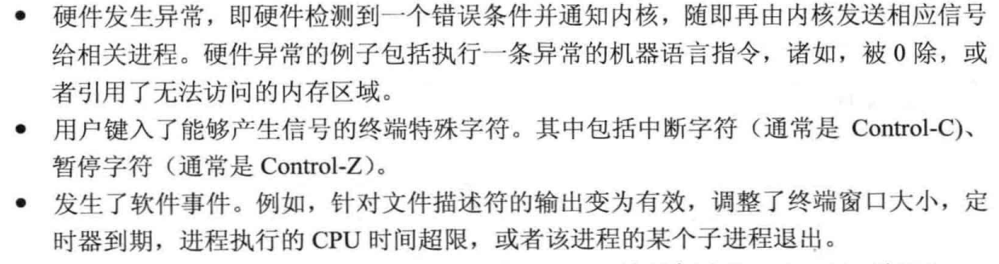 ● 硬件发生异常，即硬件检测到一个错误条件并通知内核，随即再由内核发送相应信号
给相关进程。硬件异常的例子包括执行一条异常的机器语言指令，诸如，被 0 除，或
者引用了无法访问的内存区域。
● 用户键入了能够产生信号的终端特殊字符。其中包括中断字符（通常是 Control-C)、
暂停字符（通常是 Control-Z）。
● 发生了软件事件。例如，针对文件描述符的输出变为有效，调整了终端窗口大小，定
时器到期，进程执行的 CPU 时间超限，或者该进程的某个子进程退出。